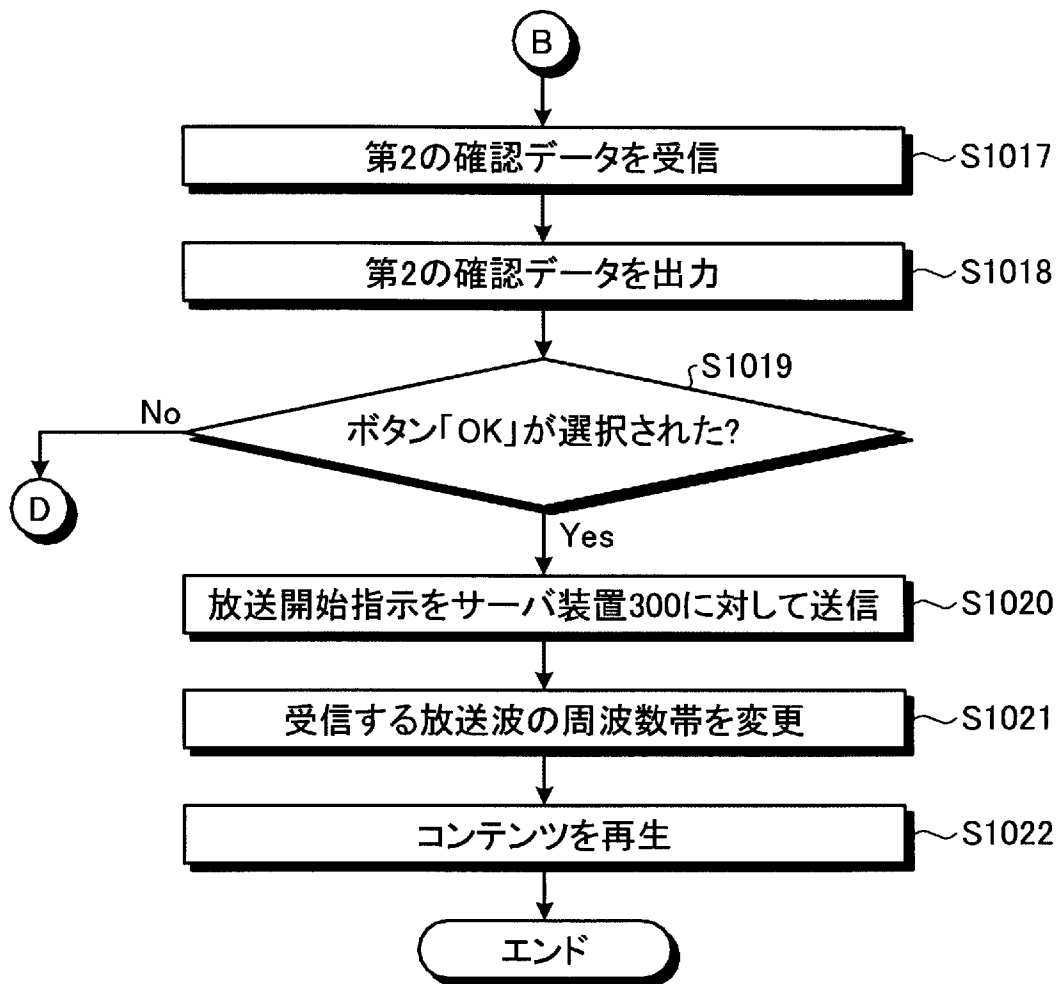 B
第2の確認データを受信
S1017
第2の確認データを出力
S1018
S1019
No
ボタン「OK」が選択された?
D
Yes
放送開始指示をサーバ装置300に対して送信
S1020
受信する放送波の周波数帯を変更
S1021
コンテンツを再生
S1022
エンド